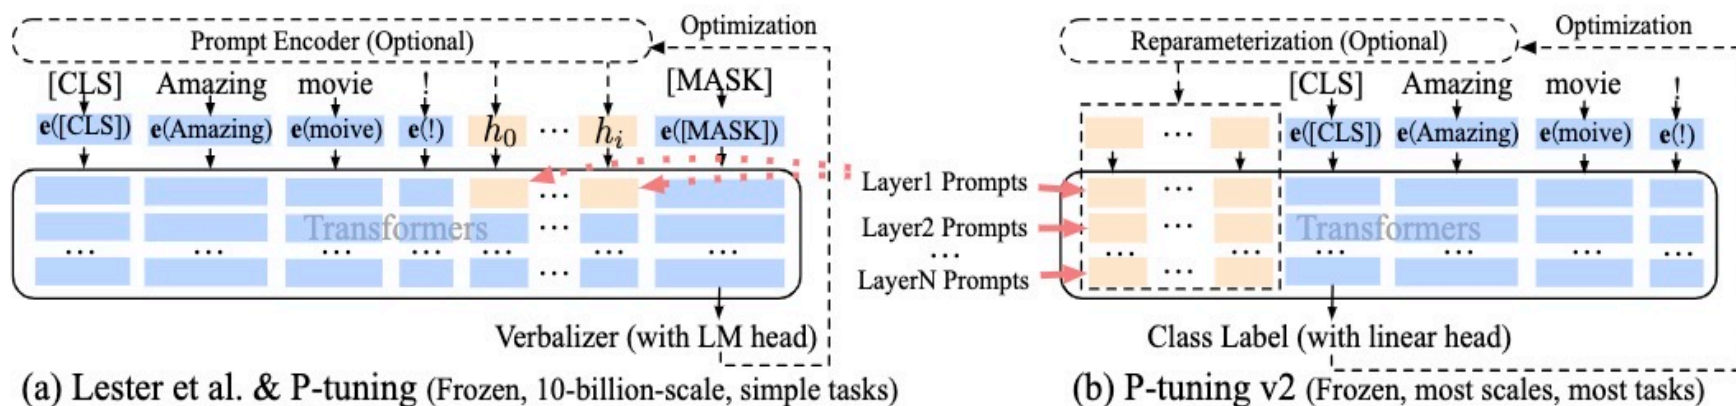 Prompt Encoder (Optional)
Optimization
[CLS] Amazing movie ! [MASK]
e([CLS]) e(Amazing) e(moive) e(!) h0 ... hi e([MASK])
Transformers
Verbalizer (with LM head)
(a) Lester et al. & P-tuning (Frozen, 10-billion-scale, simple tasks)
Layer1 Prompts
Layer2 Prompts
...
LayerN Prompts
Reparameterization (Optional)
Optimization
[CLS] Amazing movie !
e([CLS]) e(Amazing) e(moive) e(!)
Transformers
Class Label (with linear head)
(b) P-tuning v2 (Frozen, most scales, most tasks)